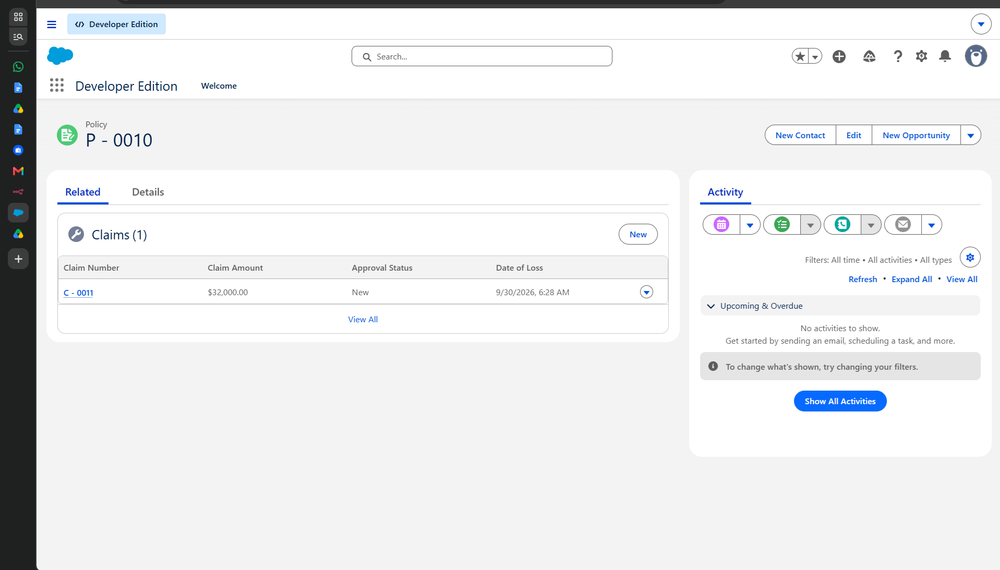 Developer Edition
Search...
Developer Edition
Welcome
Policy
P - 0010
New Contact
Edit
New Opportunity
Related
Details
Claims (1)
New
Claim Number
Claim Amount
Approval Status
Date of Loss
C - 0011
$32,000.00
New
9/30/2026, 6:28 AM
View All
Activity
Filters: All time • All activities • All types
Refresh • Expand All • View All
Upcoming & Overdue
No activities to show.
Get started by sending an email, scheduling a task, and more.
To change what's shown, try changing your filters.
Show All Activities